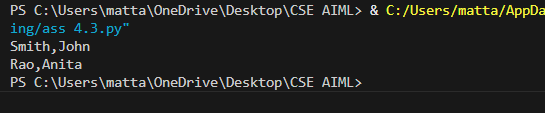 PS C:\Users\matta\OneDrive\Desktop\CSE AIML> & C:/Users/matta/AppDa
ing/ass 4.3.py"
Smith,John
Rao,Anita
PS C:\Users\matta\OneDrive\Desktop\CSE AIML>